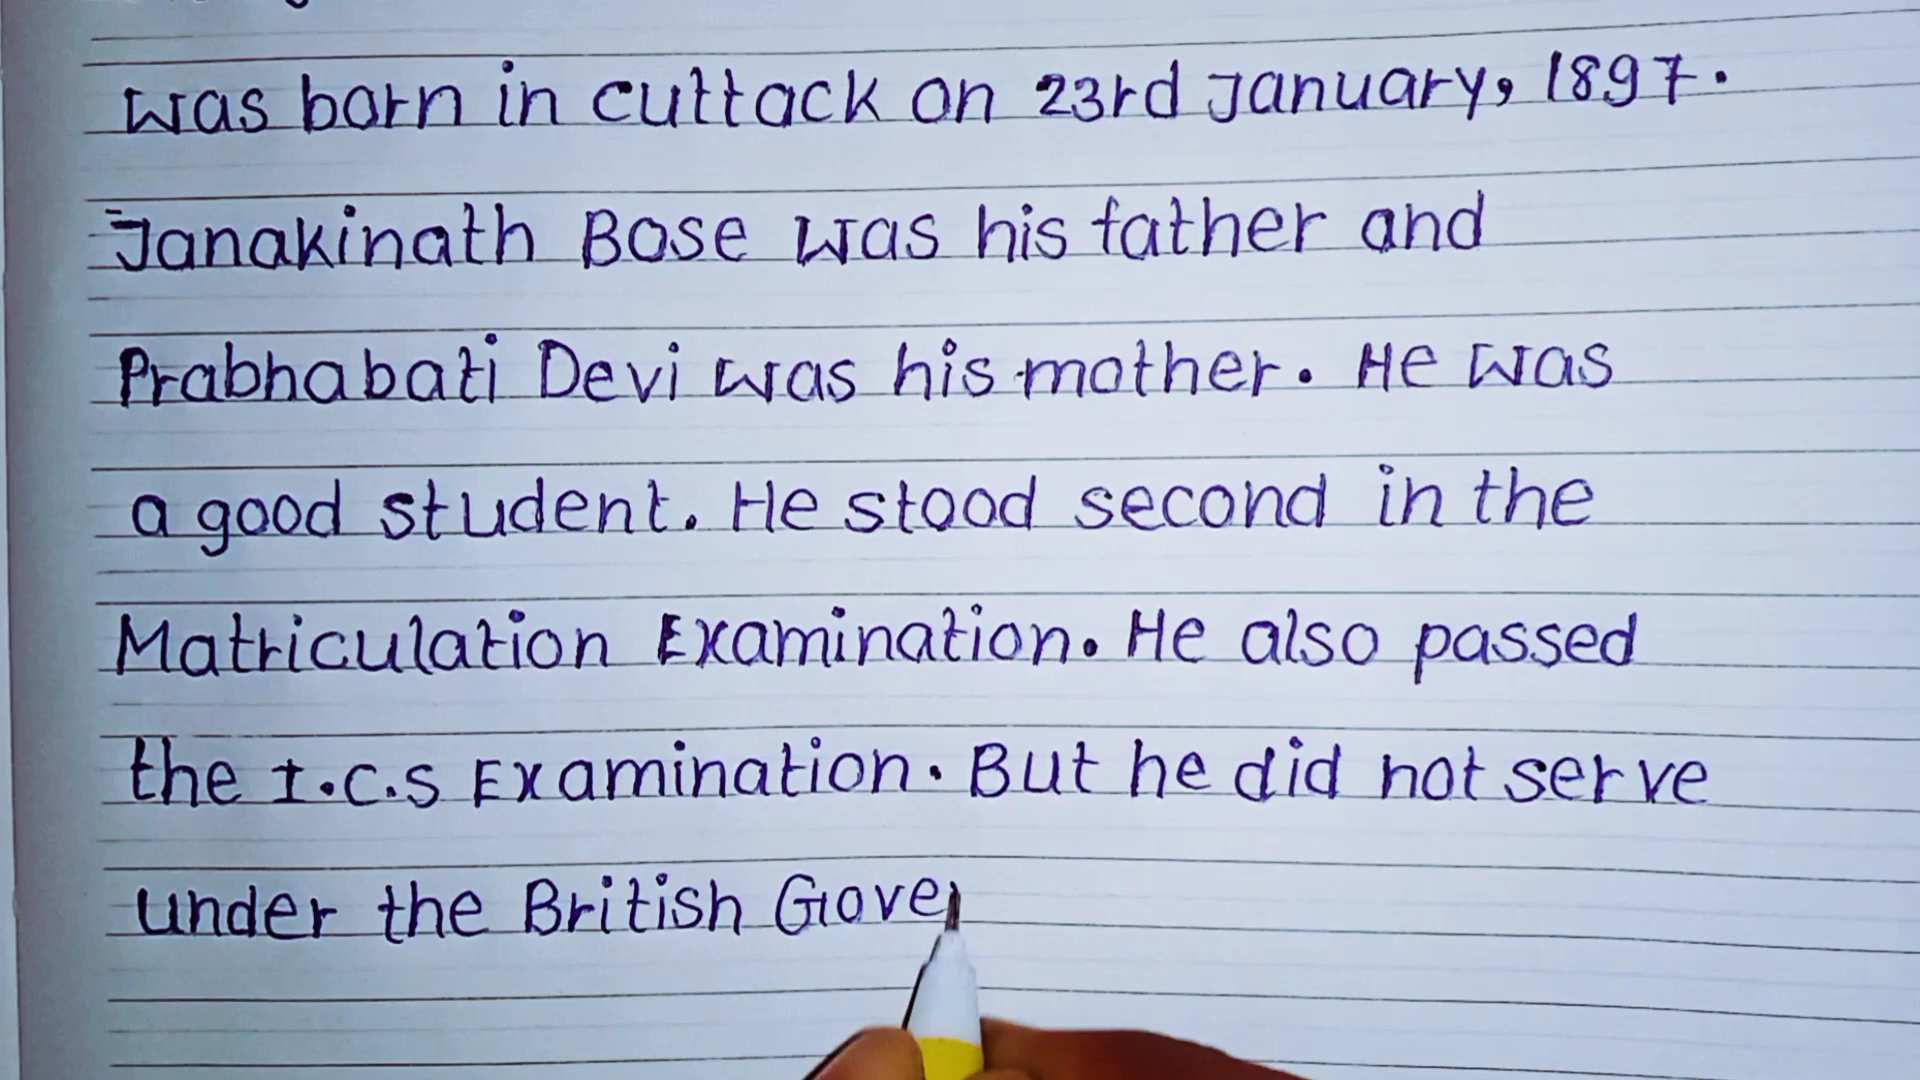 was born in cuttack on 23rd January, 1897.
Janakinath Bose was his father and
Prabhabati Devi was his mother. He was
a good student. He stood second in the
Matriculation Examination. He also passed
the I.C.S Examination. But he did not serve
under the British Gove